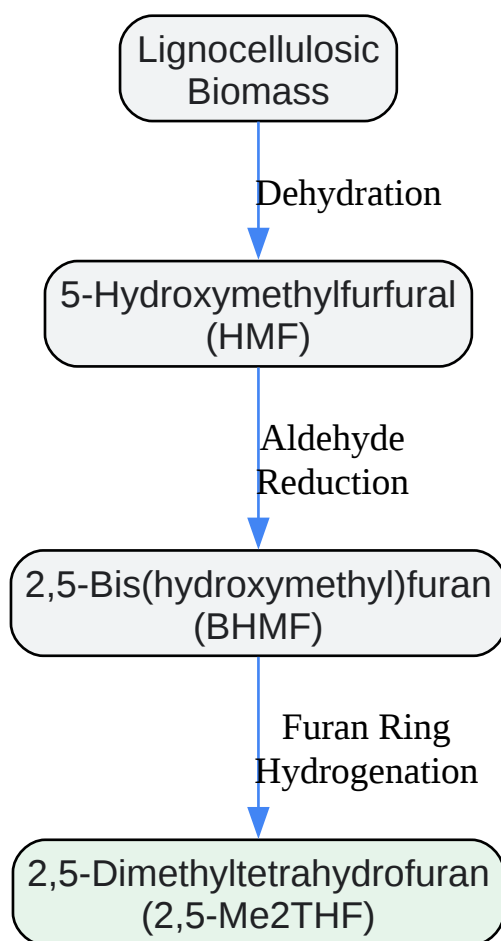 Lignocellulosic
Biomass
Dehydration
5-Hydroxymethylfurfural
(HMF)
Aldehyde
Reduction
2,5-Bis(hydroxymethyl)furan
(BHMF)
Furan Ring
Hydrogenation
2,5-Dimethyltetrahydrofuran
(2,5-Me2THF)